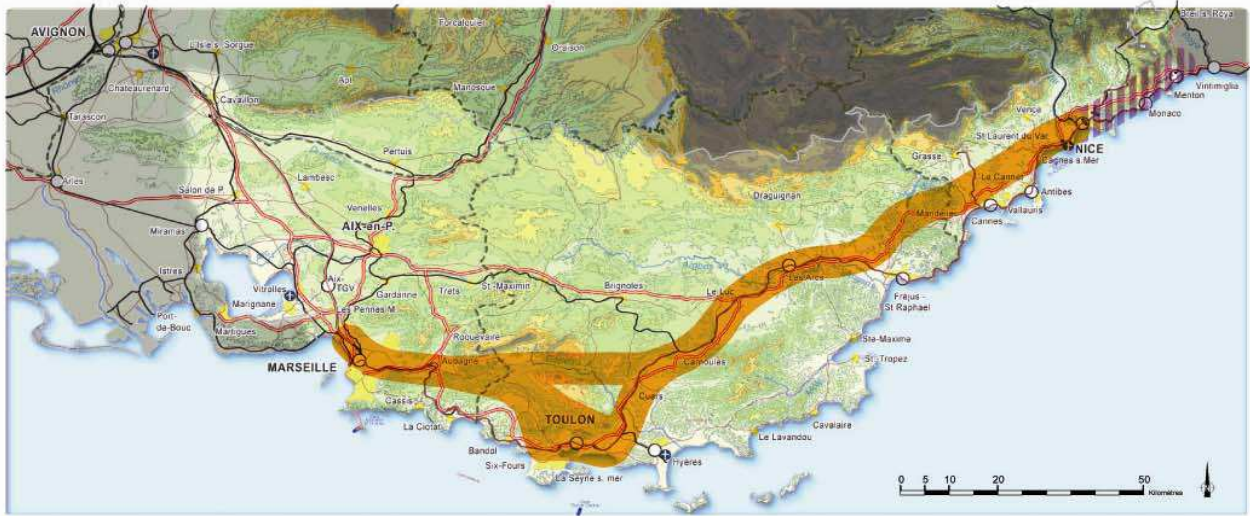 Breil s. Roya
AVIGNON
L'Isle s. Sorgue
Forcalquier
Oraison
Rhône
Chateaurenard
Apt
Manosque
Cavaillon
Vintimiglia
Menton
Tarascon
Vence
Monaco
St Laurent du Var
NICE
Pertuis
Grasse
Cagnes s.Mer
Arles
Salon de P.
Lambesc
Le Cannet
Draguignan
Antibes
Venelles
Mandelieu
Vallauris
Cannes
Miramas
AIX-en-P.
Istres
Aix-
TGV
Les Arcs
Vitrolles
Gardanne
Trets
St.-Maximin
Brignoles
Le Luc
Fréjus -
St Raphael
Marignane
Les Pennes M.
Port-
de-Bouc
Martigues
Roquevaire
Ste-Maxime
MARSEILLE
Aubagne
Carnoules
St.-Tropez
Cassis
Cuers
La Ciotat
TOULON
Cavalaire
Bandol
Le Lavandou
Six-Fours
Hyères
La Seyne s. mer
0 5 10 20 50
Kilomètres